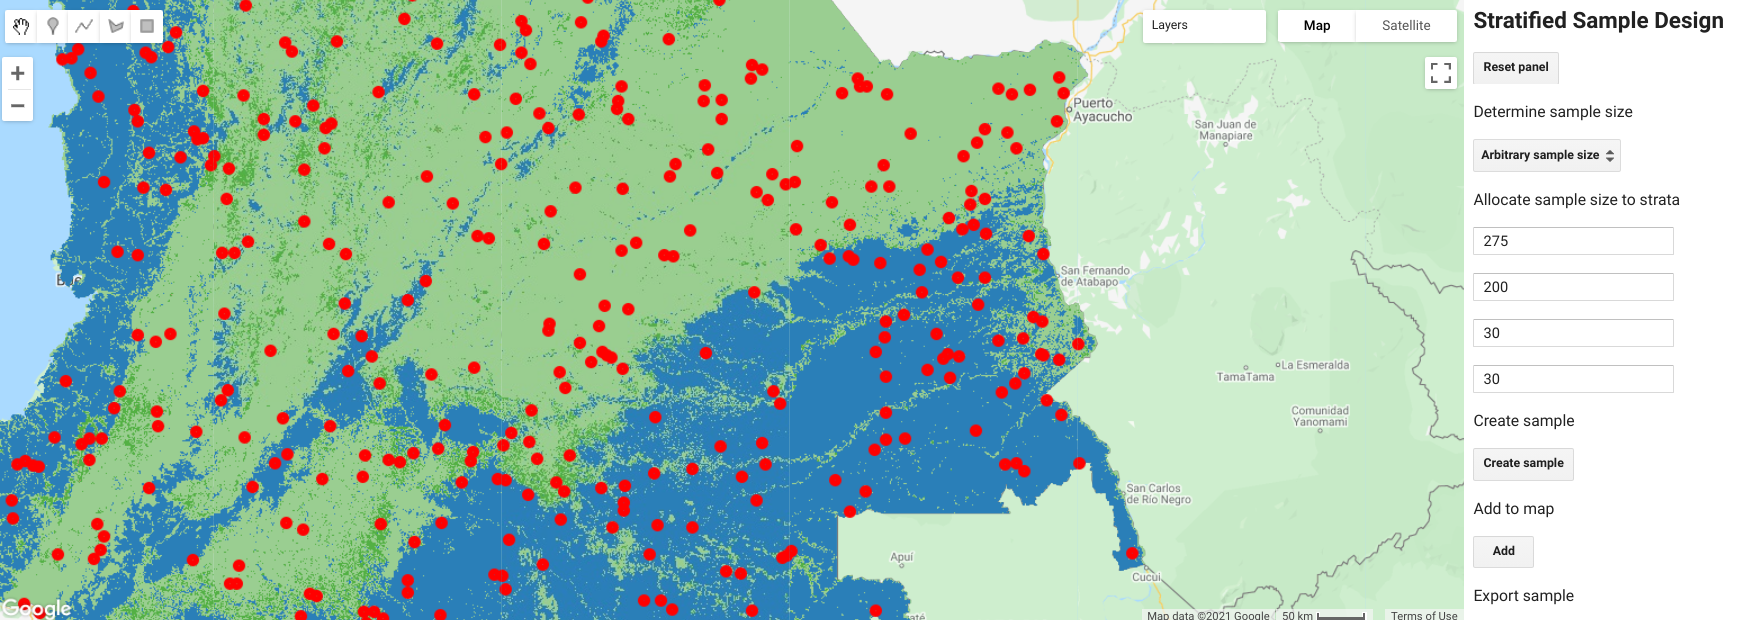 Layers
Map
Satellite
Puerto
Ayacucho
San Juan de
Manapiare
San Fernando
de Atabapo
TamaTama
La Esmeralda
Comunidad
Yanomami
San Carlos
de Río Negro
Apuí
Cucuí
Google
Map data ©2021 Google
50 km
Terms of Use
Stratified Sample Design
Reset panel
Determine sample size
Arbitrary sample size
Allocate sample size to strata
275
200
30
30
Create sample
Create sample
Add to map
Add
Export sample